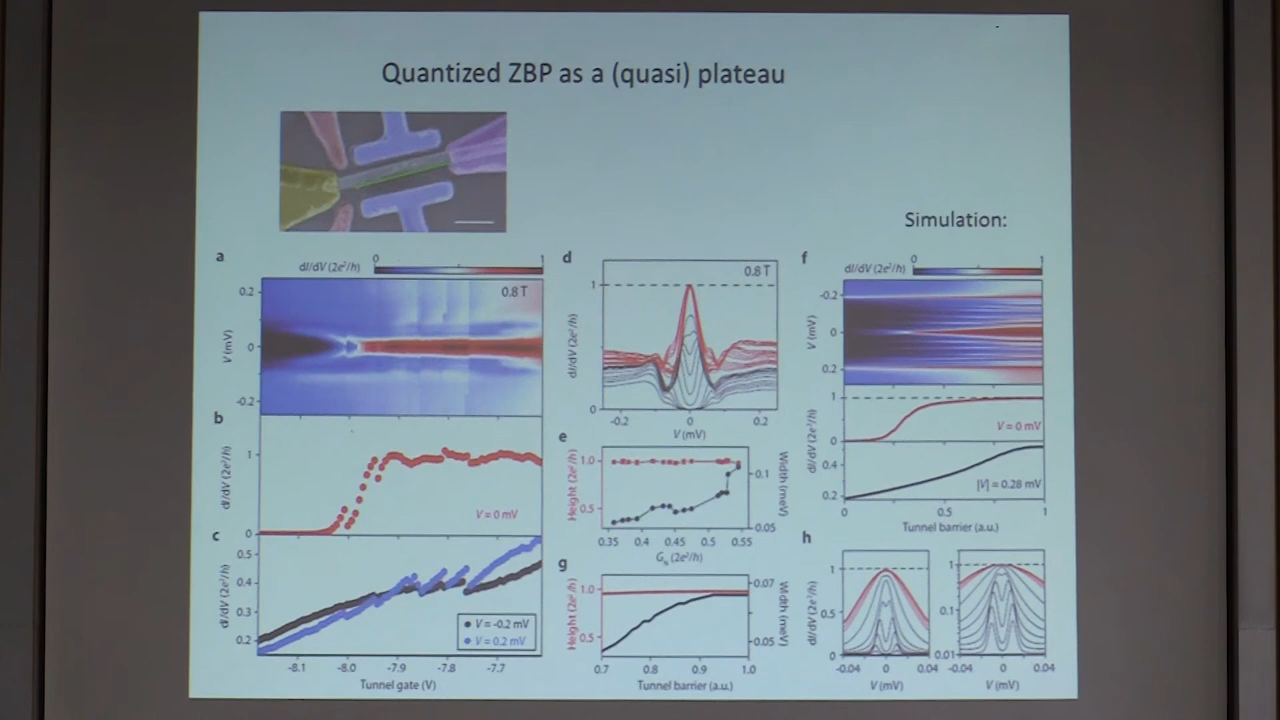 Quantized ZBP as a (quasi) plateau
Simulation:
a
dI/dV (2e²/h)
0
1
0.8 T
0.2
0
-0.2
V (mV)
b
dI/dV (2e²/h)
1
0
V = 0 mV
c
dI/dV (2e²/h)
0.5
0.4
0.3
0.2
V = -0.2 mV
V = 0.2 mV
-8.1
-8.0
-7.9
-7.8
-7.7
Tunnel gate (V)
d
0.8 T
dI/dV (2e²/h)
1
0
-0.2
0
0.2
V (mV)
e
Height (2e²/h)
1.0
0.5
Width (meV)
0.1
0.05
0.35
0.4
0.45
0.5
0.55
G_N (2e²/h)
g
Height (2e²/h)
1.0
0.5
Width (meV)
0.07
0.05
0.7
0.8
0.9
1.0
Tunnel barrier (a.u.)
f
dI/dV (2e²/h)
0
1
-0.2
0
0.2
V (mV)
1
0
V = 0 mV
dI/dV (2e²/h)
0.4
0.2
|V| = 0.28 mV
0
0.5
1
Tunnel barrier (a.u.)
h
dI/dV (2e²/h)
1
0.5
0
-0.04
0
0.04
V (mV)
1
0.1
0.01
-0.04
0
0.04
V (mV)